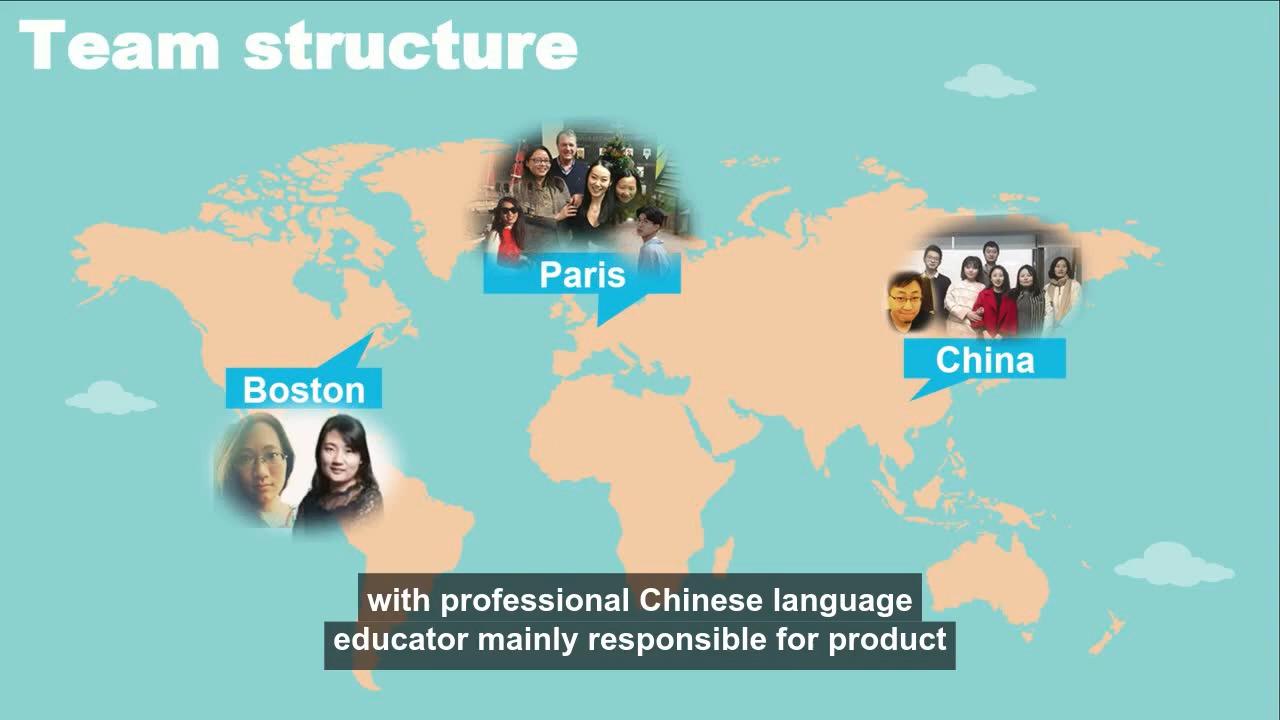 Team structure
Paris
China
Boston
with professional Chinese language
educator mainly responsible for product